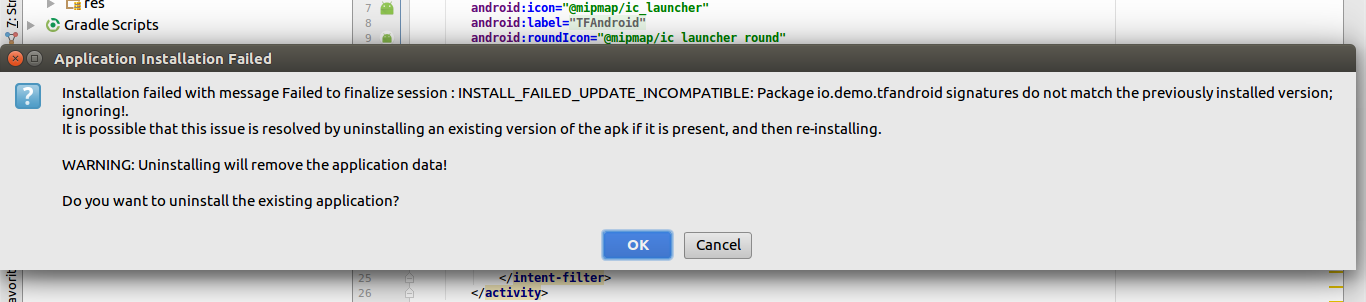 res
7 android:icon="@mipmap/ic_launcher"
7: Str
Gradle Scripts
8 android:label="TFAndroid"
9 android:roundIcon="@mipmap/ic_launcher_round"
Application Installation Failed
Installation failed with message Failed to finalize session : INSTALL_FAILED_UPDATE_INCOMPATIBLE: Package io.demo.tfandroid signatures do not match the previously installed version;
ignoring!.
It is possible that this issue is resolved by uninstalling an existing version of the apk if it is present, and then re-installing.
WARNING: Uninstalling will remove the application data!
Do you want to uninstall the existing application?
OK Cancel
avorit
25 </intent-filter>
26 </activity>